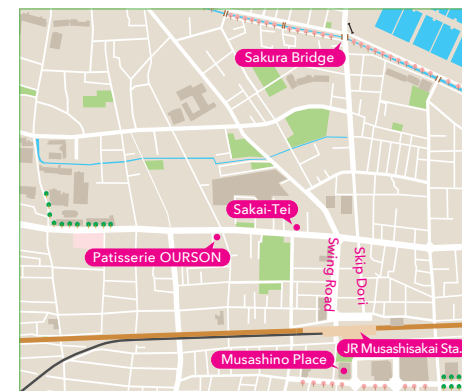 Sakura Bridge
Sakai-Tei
Patisserie OURSON
Swing Road
Skip Dori
JR Musashisakai Sta.
Musashino Place